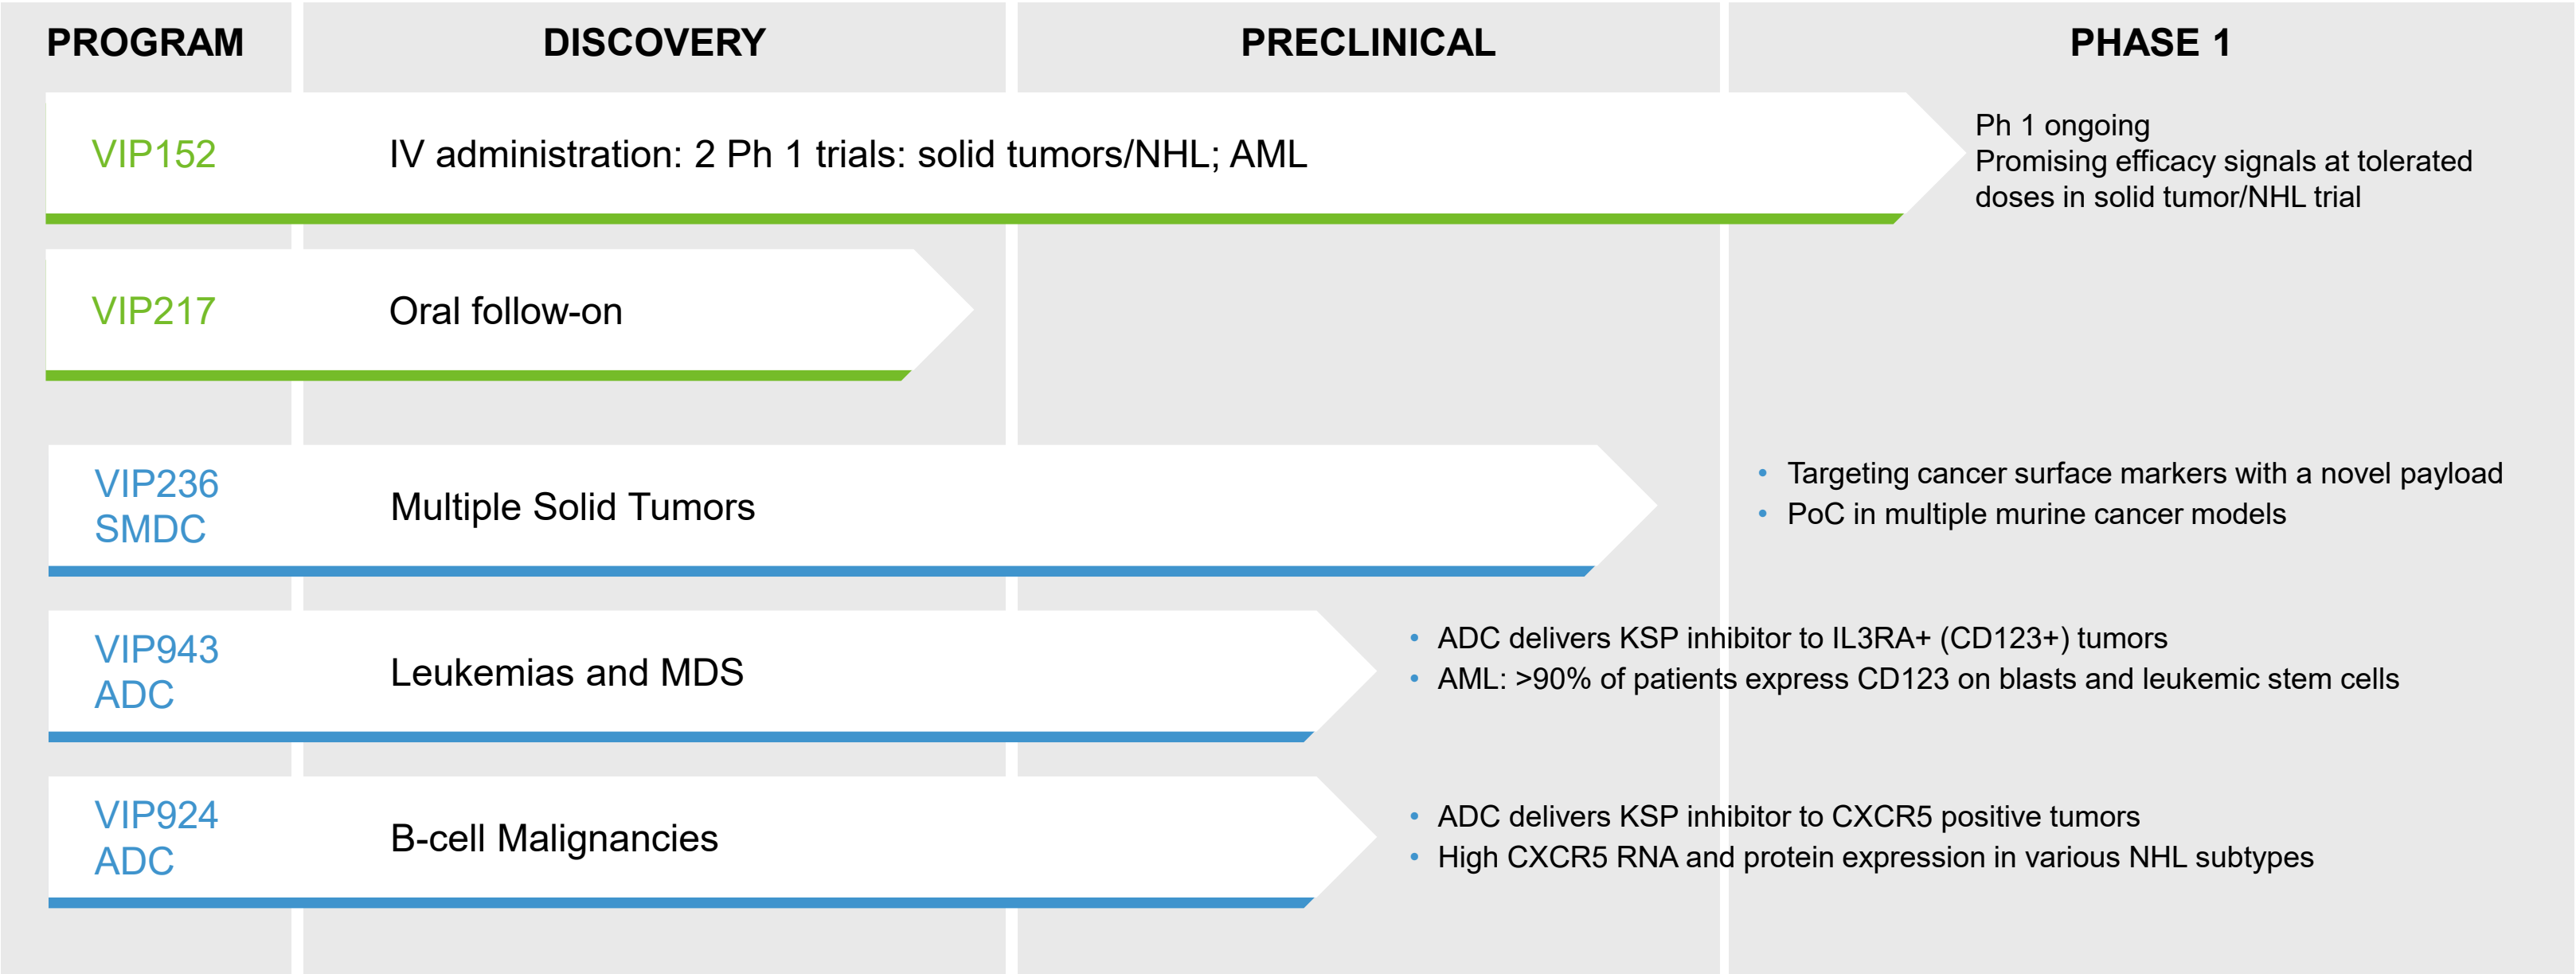 PROGRAM
DISCOVERY
PRECLINICAL
PHASE 1
VIP152
IV administration: 2 Ph 1 trials: solid tumors/NHL; AML
Ph 1 ongoing
Promising efficacy signals at tolerated
doses in solid tumor/NHL trial
VIP217
Oral follow-on
VIP236
SMDC
Multiple Solid Tumors
• Targeting cancer surface markers with a novel payload
• PoC in multiple murine cancer models
VIP943
ADC
Leukemias and MDS
• ADC delivers KSP inhibitor to IL3RA+ (CD123+) tumors
• AML: >90% of patients express CD123 on blasts and leukemic stem cells
VIP924
ADC
B-cell Malignancies
• ADC delivers KSP inhibitor to CXCR5 positive tumors
• High CXCR5 RNA and protein expression in various NHL subtypes